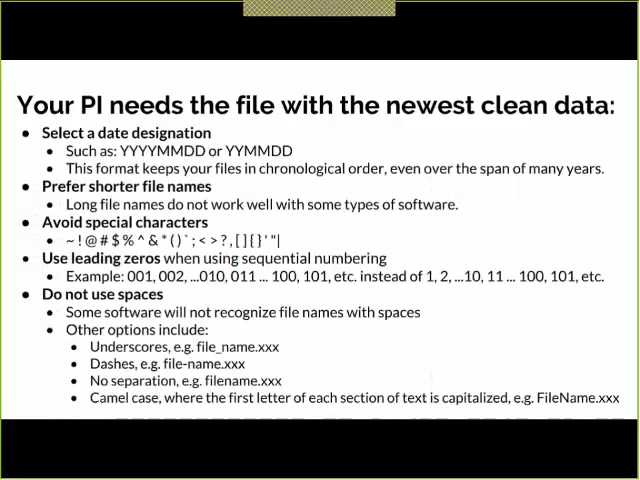 Your PI needs the file with the newest clean data:
● Select a date designation
● Such as: YYYYMMDD or YYMMDD
● This format keeps your files in chronological order, even over the span of many years.
● Prefer shorter file names
● Long file names do not work well with some types of software.
● Avoid special characters
● ~ ! @ # $ % ^ & * ( ) ` ; < > ? , [ ] { } ' " |
● Use leading zeros when using sequential numbering
● Example: 001, 002, ...010, 011 ... 100, 101, etc. instead of 1, 2, ...10, 11 ... 100, 101, etc.
● Do not use spaces
● Some software will not recognize file names with spaces
● Other options include:
● Underscores, e.g. file_name.xxx
● Dashes, e.g. file-name.xxx
● No separation, e.g. filename.xxx
● Camel case, where the first letter of each section of text is capitalized, e.g. FileName.xxx